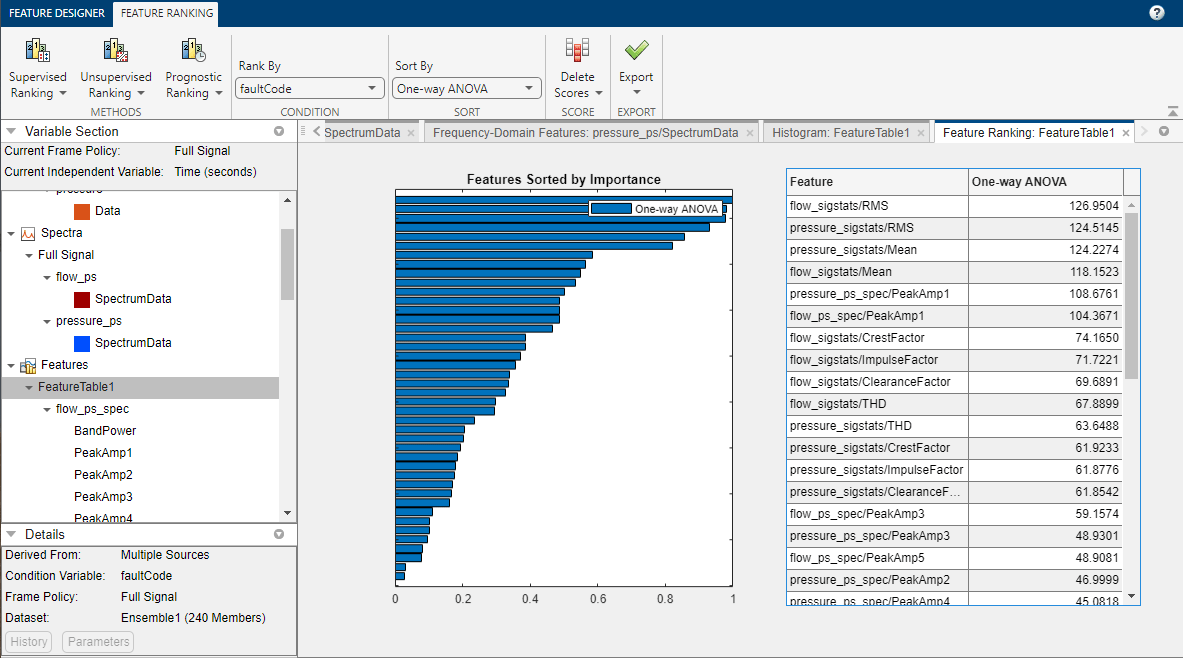 FEATURE DESIGNER
FEATURE RANKING
?
Supervised Ranking
Unsupervised Ranking
Prognostic Ranking
METHODS
Rank By
faultCode
CONDITION
Sort By
One-way ANOVA
SORT
Delete Scores
SCORE
Export
EXPORT
Variable Section
Current Frame Policy: Full Signal
Current Independent Variable: Time (seconds)
pressure
Data
Spectra
Full Signal
flow_ps
SpectrumData
pressure_ps
SpectrumData
Features
FeatureTable1
flow_ps_spec
BandPower
PeakAmp1
PeakAmp2
PeakAmp3
PeakAmp4
Details
Derived From: Multiple Sources
Condition Variable: faultCode
Frame Policy: Full Signal
Dataset: Ensemble1 (240 Members)
History
Parameters
SpectrumData
Frequency-Domain Features: pressure_ps/SpectrumData
Histogram: FeatureTable1
Feature Ranking: FeatureTable1
Features Sorted by Importance
One-way ANOVA
0 0.2 0.4 0.6 0.8 1
Feature One-way ANOVA
flow_sigstats/RMS 126.9504
pressure_sigstats/RMS 124.5145
pressure_sigstats/Mean 124.2274
flow_sigstats/Mean 118.1523
pressure_ps_spec/PeakAmp1 108.6761
flow_ps_spec/PeakAmp1 104.3671
flow_sigstats/CrestFactor 74.1650
flow_sigstats/ImpulseFactor 71.7221
flow_sigstats/ClearanceFactor 69.6891
flow_sigstats/THD 67.8899
pressure_sigstats/THD 63.6488
pressure_sigstats/CrestFactor 61.9233
pressure_sigstats/ImpulseFactor 61.8776
pressure_sigstats/ClearanceF... 61.8542
flow_ps_spec/PeakAmp3 59.1574
pressure_ps_spec/PeakAmp3 48.9301
flow_ps_spec/PeakAmp5 48.9081
pressure_ps_spec/PeakAmp2 46.9999
pressure_ps_spec/PeakAmp4 45.0818